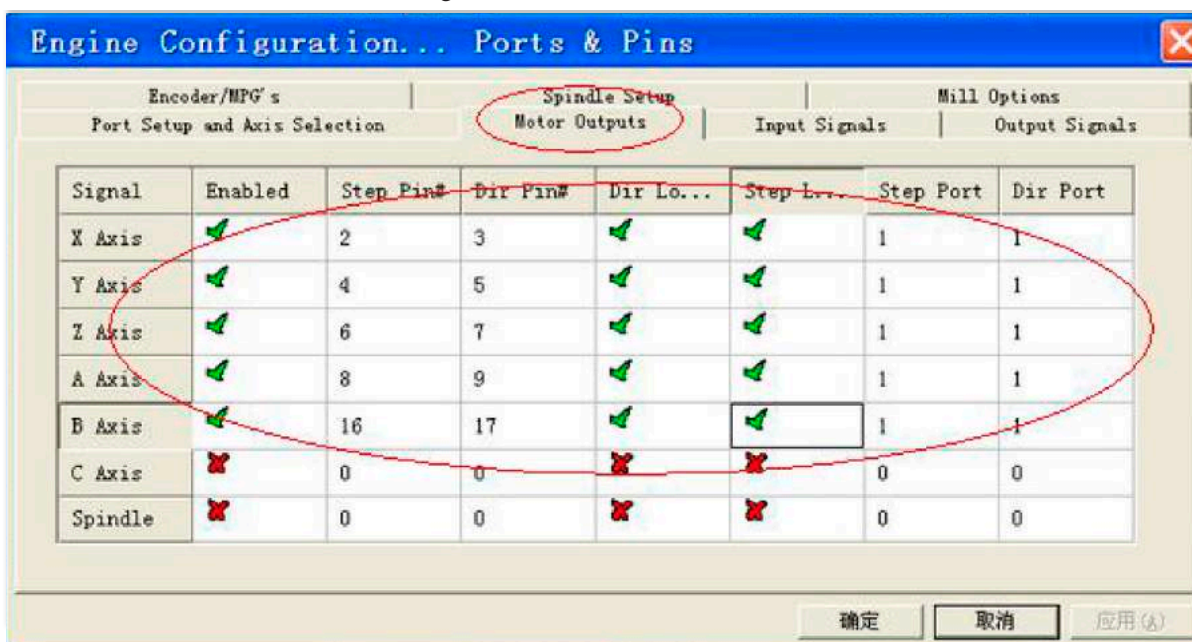 Engine Configuration... Ports & Pins
Encoder/MPG's Spindle Setup Mill Options
Port Setup and Axis Selection Motor Outputs Input Signals Output Signals
Signal Enabled Step Pin# Dir Pin# Dir Lo... Step L... Step Port Dir Port
X Axis 2 3 1 1
Y Axis 4 5 1 1
Z Axis 6 7 1 1
A Axis 8 9 1 1
B Axis 16 17 1 1
C Axis 0 0 0 0
Spindle 0 0 0 0
确定 取消 应用(A)